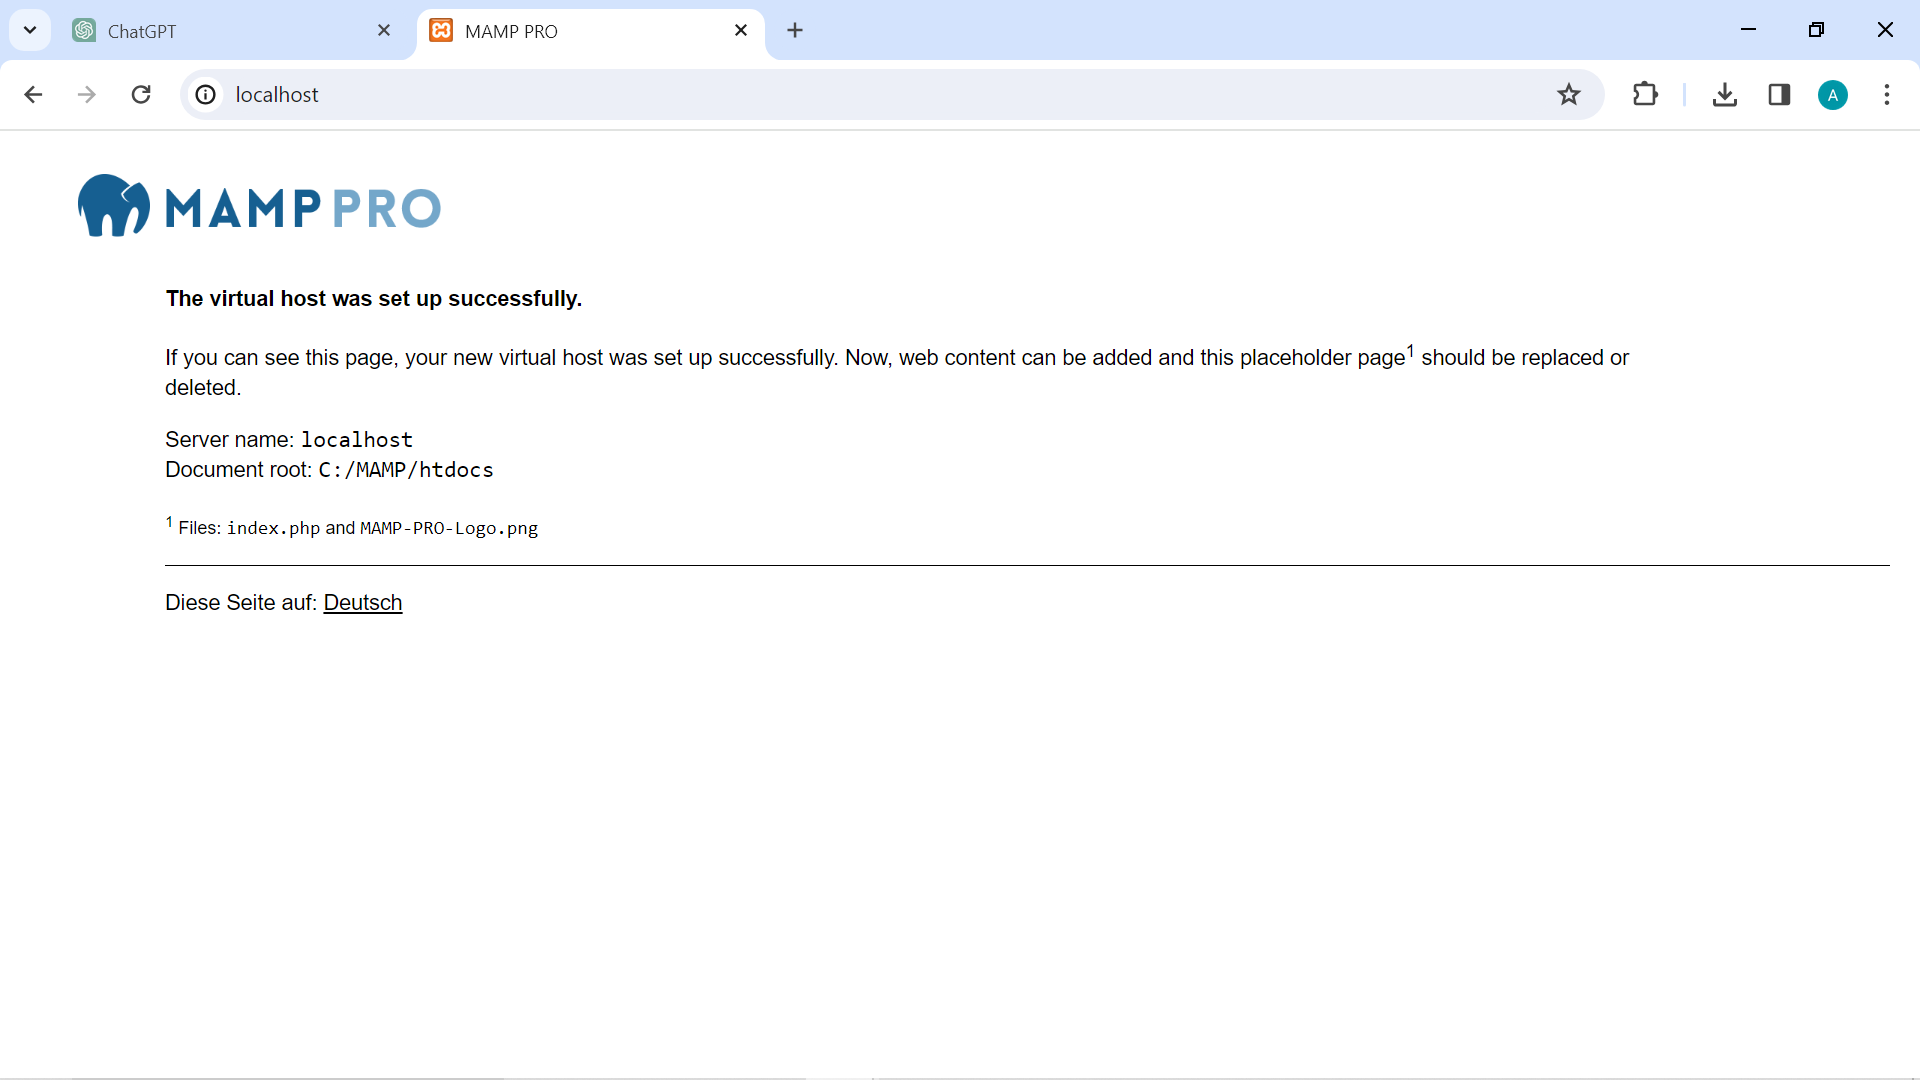 ChatGPT
MAMP PRO
localhost
A
MAMP PRO
The virtual host was set up successfully.
If you can see this page, your new virtual host was set up successfully. Now, web content can be added and this placeholder page1 should be replaced or
deleted.
Server name: localhost
Document root: C:/MAMP/htdocs
1 Files: index.php and MAMP-PRO-Logo.png
Diese Seite auf: Deutsch